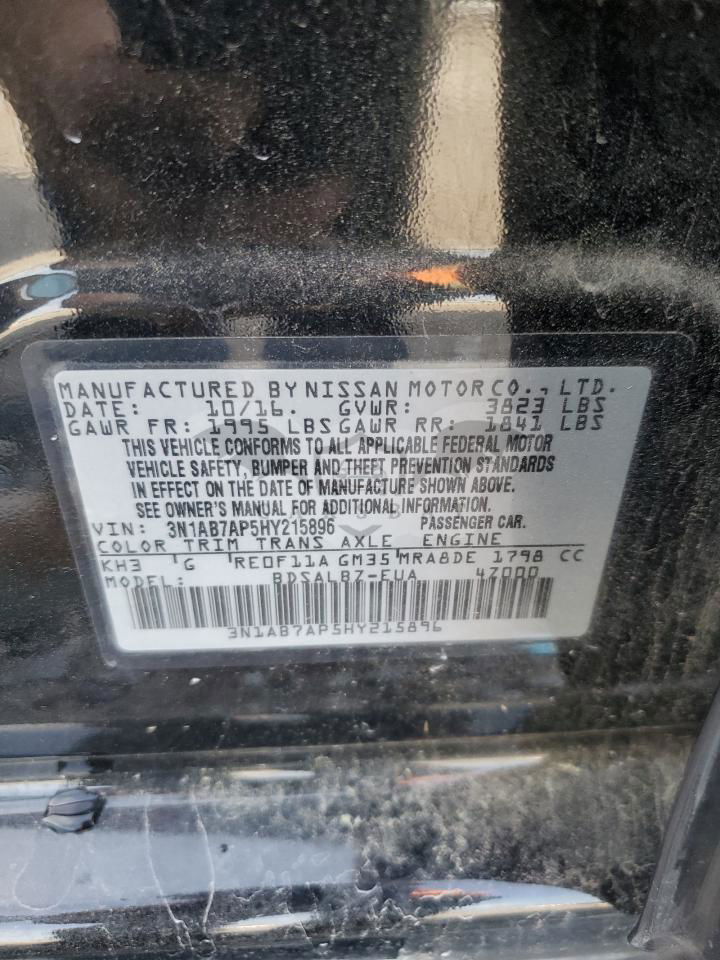 MANUFACTURED BY NISSAN MOTOR CO., LTD.
DATE: 10/16. GVWR: 3823 LBS
GAWR FR: 1995 LBS GAWR RR: 1841 LBS
THIS VEHICLE CONFORMS TO ALL APPLICABLE FEDERAL MOTOR
VEHICLE SAFETY, BUMPER AND THEFT PREVENTION STANDARDS
IN EFFECT ON THE DATE OF MANUFACTURE SHOWN ABOVE.
SEE OWNER'S MANUAL FOR ADDITIONAL INFORMATION.
VIN: 3N1AB7AP5HY215896 PASSENGER CAR.
COLOR TRIM TRANS AXLE ENGINE
KH3 G RE0F11A GM35 MRA8DE 1798 CC
MODEL: BDSALBZ-EUA 47000
3N1AB7AP5HY215896